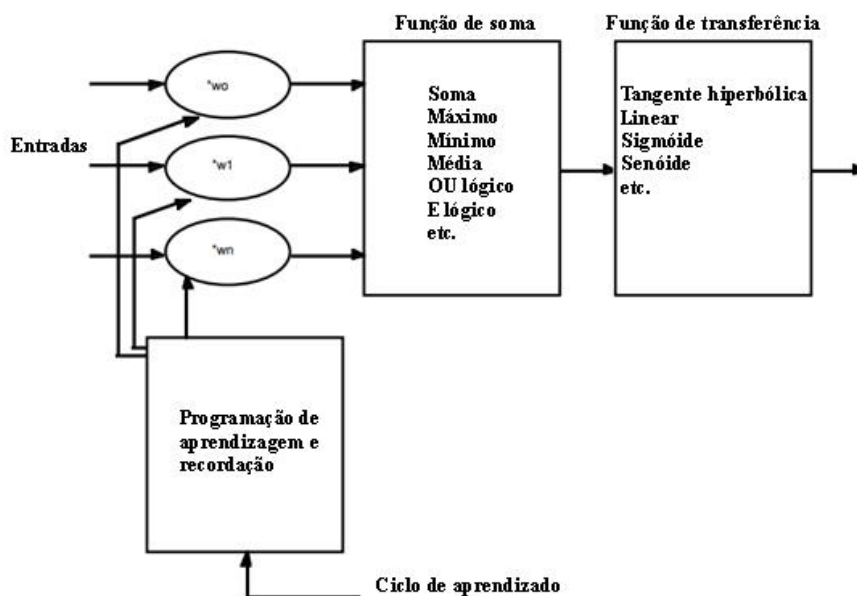 Função de soma
Função de transferência
Entradas
*wo
*w1
*wn
Soma
Máximo
Mínimo
Média
OU lógico
E lógico
etc.
Tangente hiperbólica
Linear
Sigmóide
Senóide
etc.
Programação de
aprendizagem e
recordação
Ciclo de aprendizado